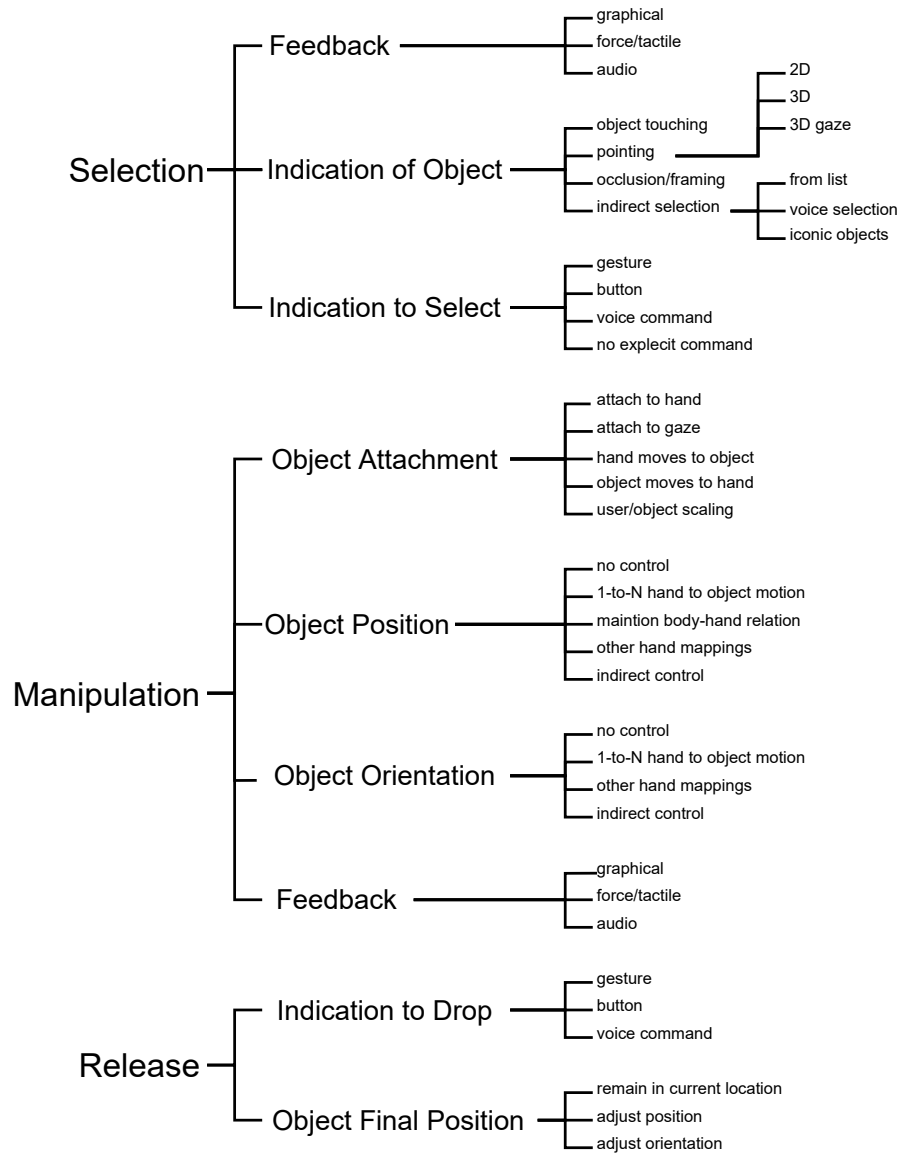 graphical
Feedback
force/tactile
audio
2D
3D
object touching
3D gaze
pointing
Selection
Indication of Object
occlusion/framing
from list
indirect selection
voice selection
iconic objects
gesture
button
Indication to Select
voice command
no explecit command
attach to hand
attach to gaze
Object Attachment
hand moves to object
object moves to hand
user/object scaling
no control
1-to-N hand to object motion
Object Position
maintion body-hand relation
other hand mappings
indirect control
Manipulation
no control
1-to-N hand to object motion
Object Orientation
other hand mappings
indirect control
graphical
Feedback
force/tactile
audio
gesture
Indication to Drop
button
voice command
Release
remain in current location
Object Final Position
adjust position
adjust orientation